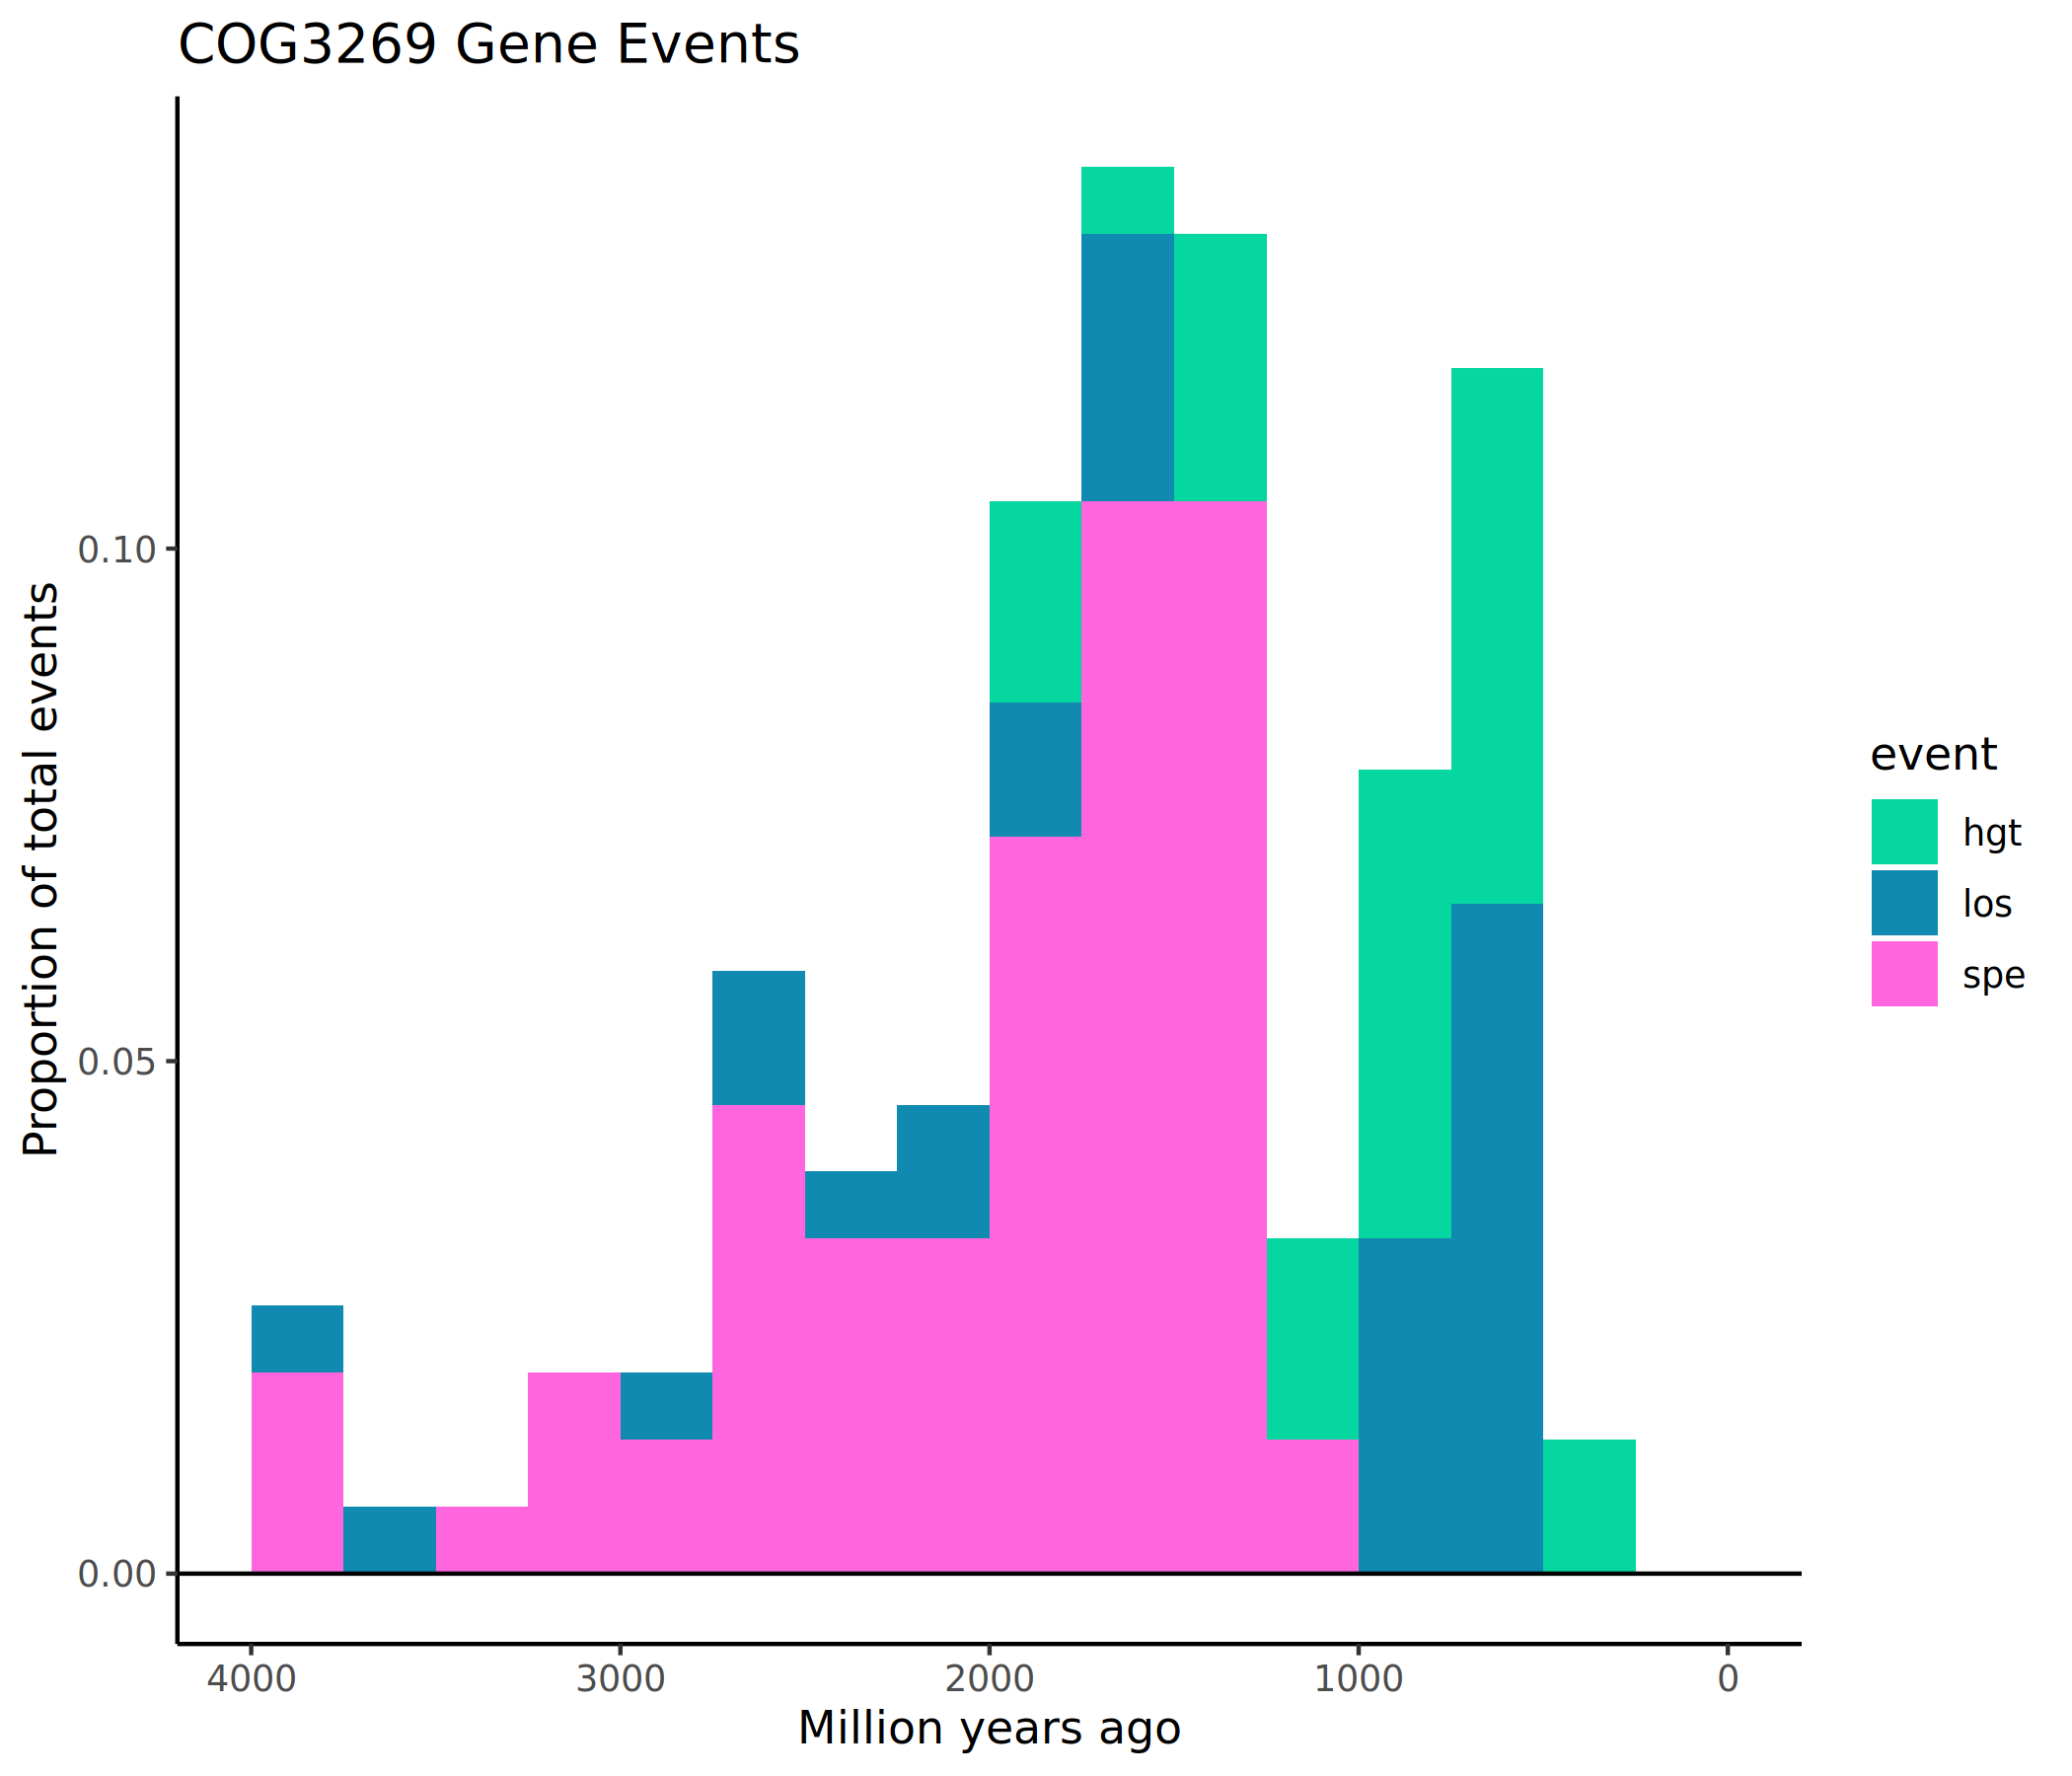 COG3269 Gene Events
Proportion of total events
0.10
0.05
0.00
4000 3000 2000 1000 0
Million years ago
event
hgt
los
spe